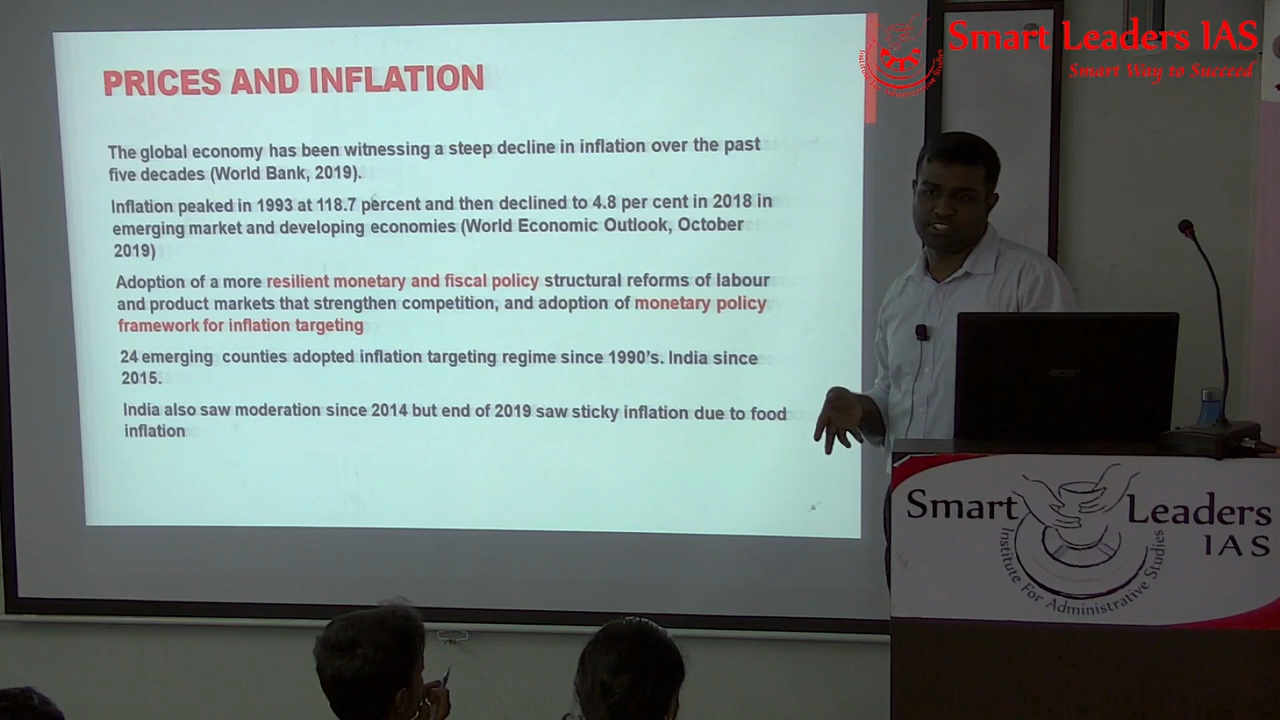 PRICES AND INFLATION
The global economy has been witnessing a steep decline in inflation over the past
five decades (World Bank, 2019).
Inflation peaked in 1993 at 118.7 percent and then declined to 4.8 per cent in 2018 in
emerging market and developing economies (World Economic Outlook, October
2019)
Adoption of a more resilient monetary and fiscal policy structural reforms of labour
and product markets that strengthen competition, and adoption of monetary policy
framework for inflation targeting
24 emerging counties adopted inflation targeting regime since 1990's. India since
2015.
India also saw moderation since 2014 but end of 2019 saw sticky inflation due to food
inflation
Smart Leaders IAS
Smart Way to Succeed
Institute For Administrative Studies
acer
Smart Leaders
IAS
Institute For Administrative Studies